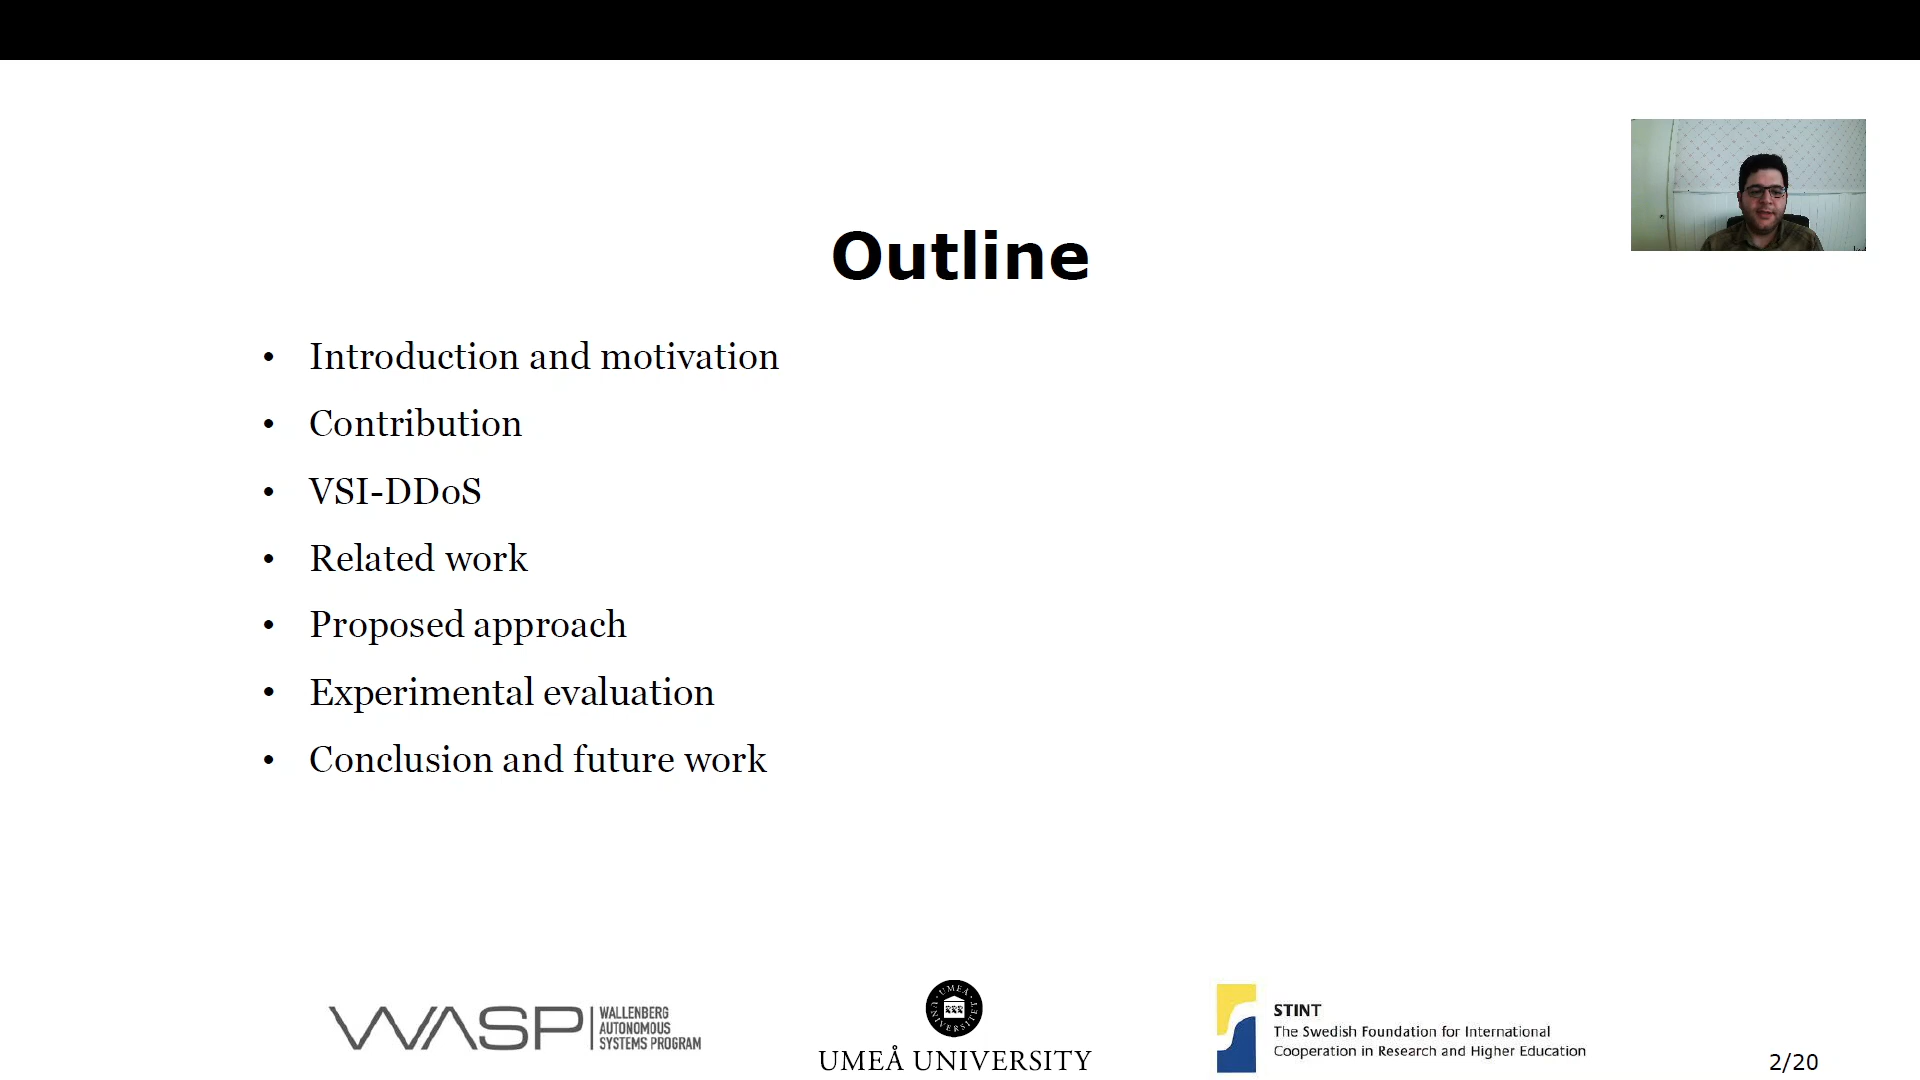 Outline
• Introduction and motivation
• Contribution
• VSI-DDoS
• Related work
• Proposed approach
• Experimental evaluation
• Conclusion and future work
WASP
WALLENBERG
AUTONOMOUS
SYSTEMS PROGRAM
UMEÅ UNIVERSITET
UMEÅ UNIVERSITY
STINT
The Swedish Foundation for International
Cooperation in Research and Higher Education
2/20